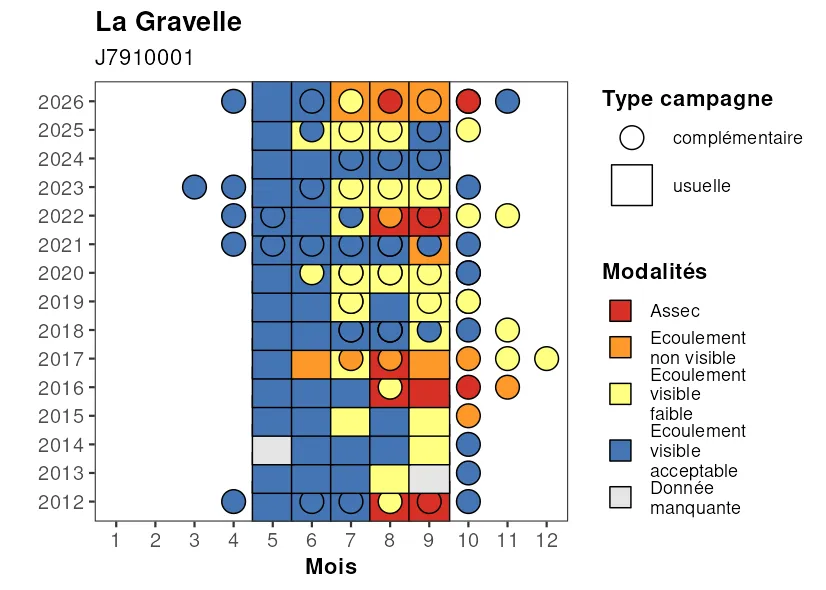 La Gravelle
J7910001
2026
2025
2024
2023
2022
2021
2020
2019
2018
2017
2016
2015
2014
2013
2012
1 2 3 4 5 6 7 8 9 10 11 12
Mois
Type campagne
complémentaire
usuelle
Modalités
Assec
Ecoulement
non visible
Ecoulement
visible
faible
Ecoulement
visible
acceptable
Donnée
manquante